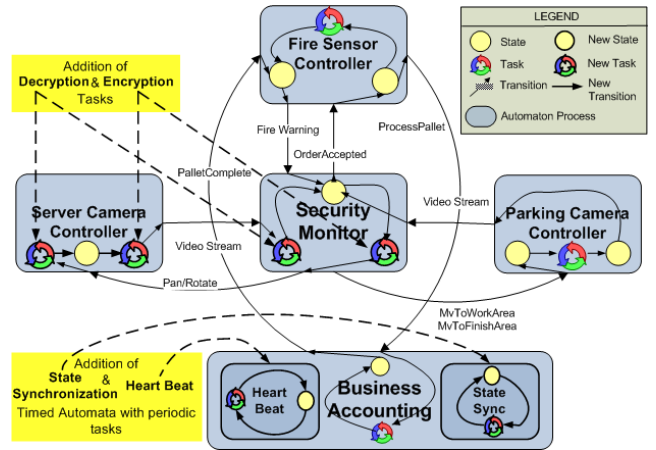 Fire Sensor
Controller
LEGEND
State
New State
Task
New Task
Transition
New
Transition
Automaton Process
Addition of
Decryption & Encryption
Tasks
Fire Warning
OrderAccepted
ProcessPallet
PalletComplete
Server Camera
Controller
Security
Monitor
Parking Camera
Controller
Video Stream
Video Stream
Pan/Rotate
MvToWorkArea
MvToFinishArea
Addition of
State
&
Synchronization
Heart Beat
Timed Automata with periodic
tasks
Heart
Beat
Business
Accounting
State
Sync